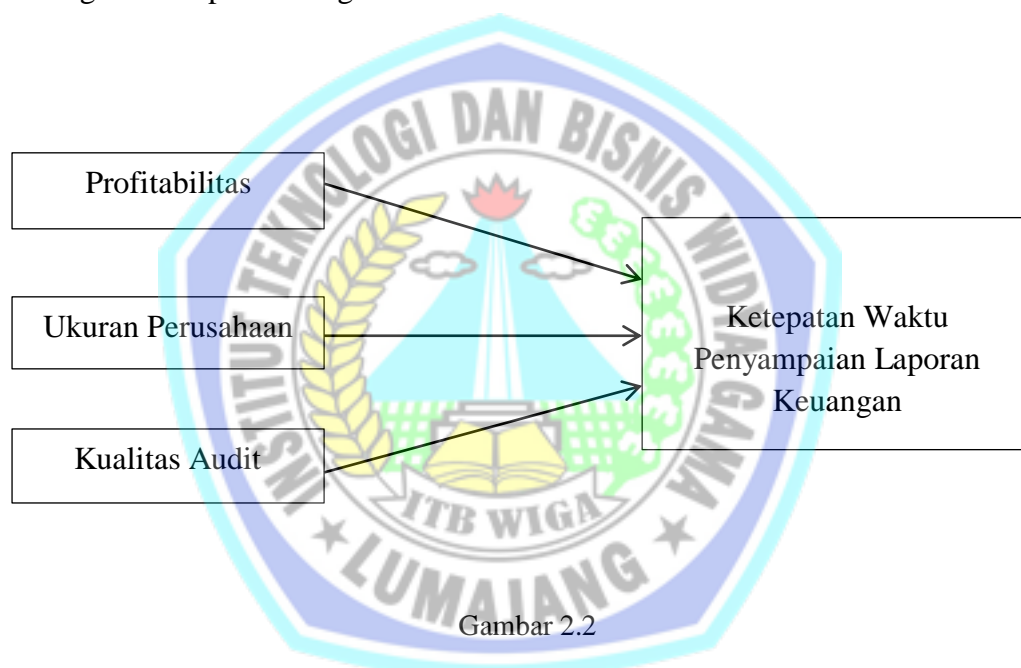 Profitabilitas
Ukuran Perusahaan
Kualitas Audit
Ketepatan Waktu
Penyampaian Laporan
Keuangan
INSTITUT TEKNOLOGI DAN BISNIS WIDYA GAMA
ITB WIGA
LUMAJANG
Gambar 2.2